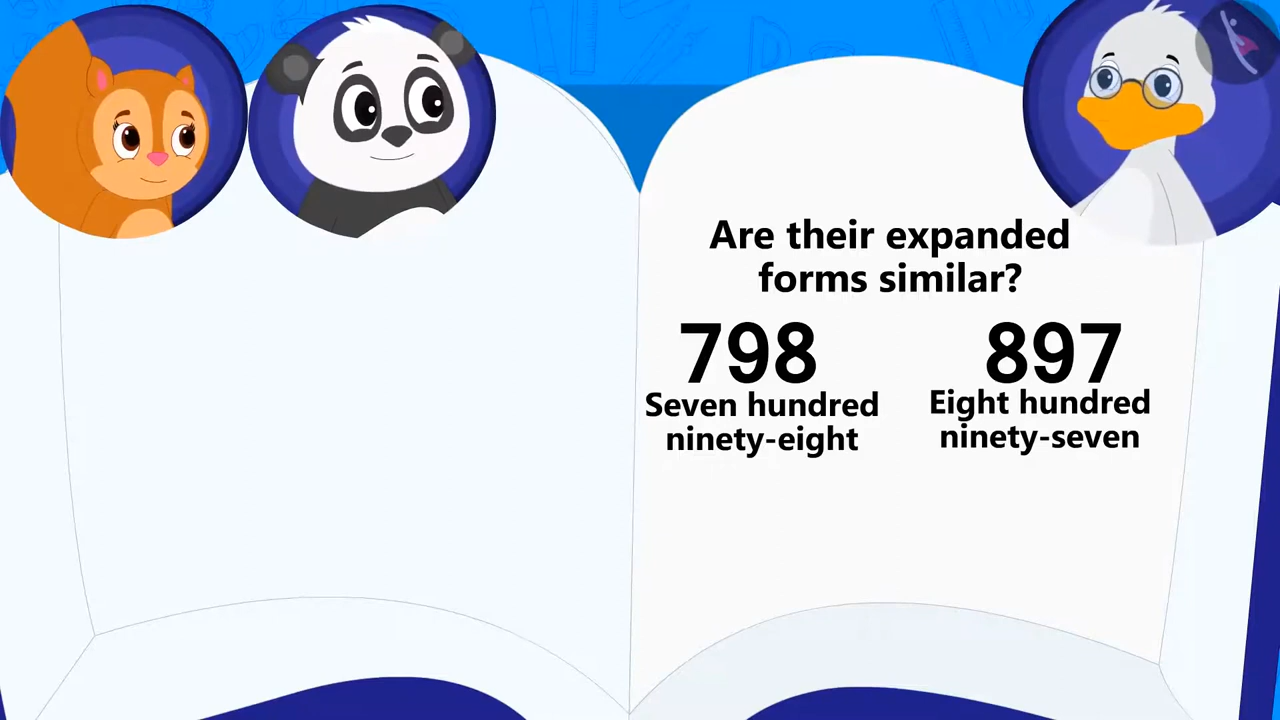 Are their expanded
forms similar?
798 897
Seven hundred Eight hundred
ninety-eight ninety-seven